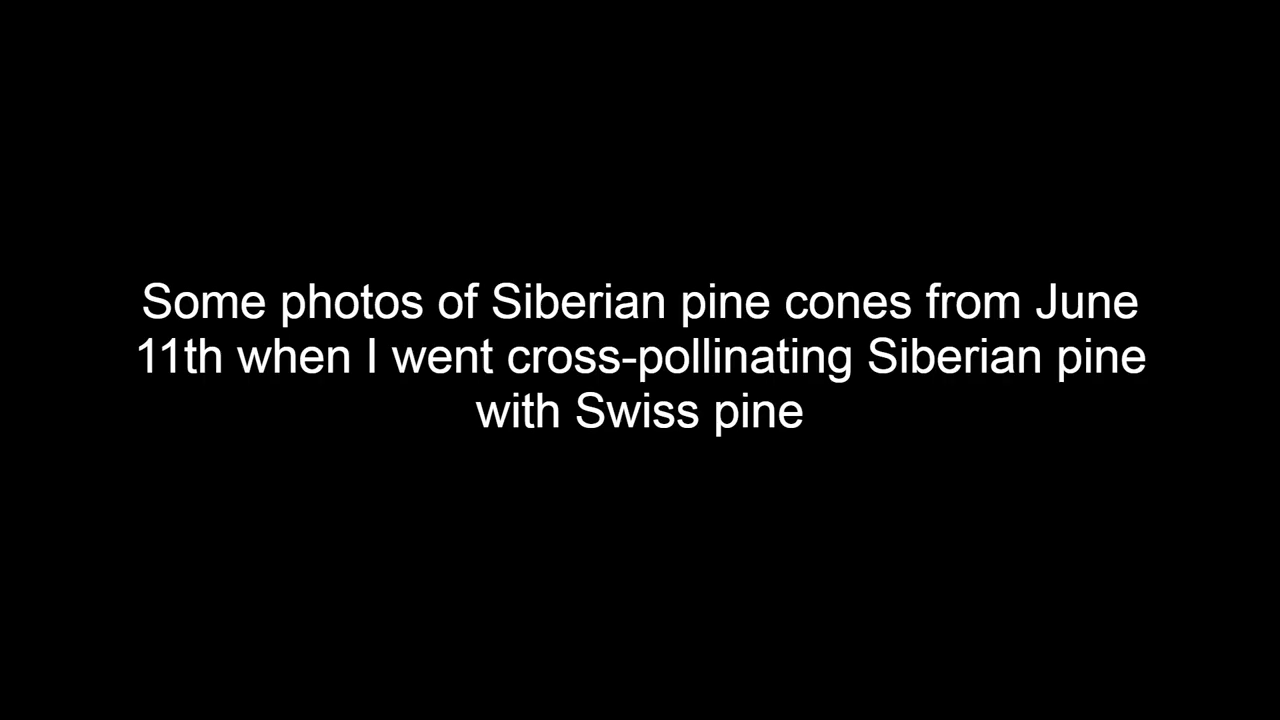 Some photos of Siberian pine cones from June
11th when I went cross-pollinating Siberian pine
with Swiss pine